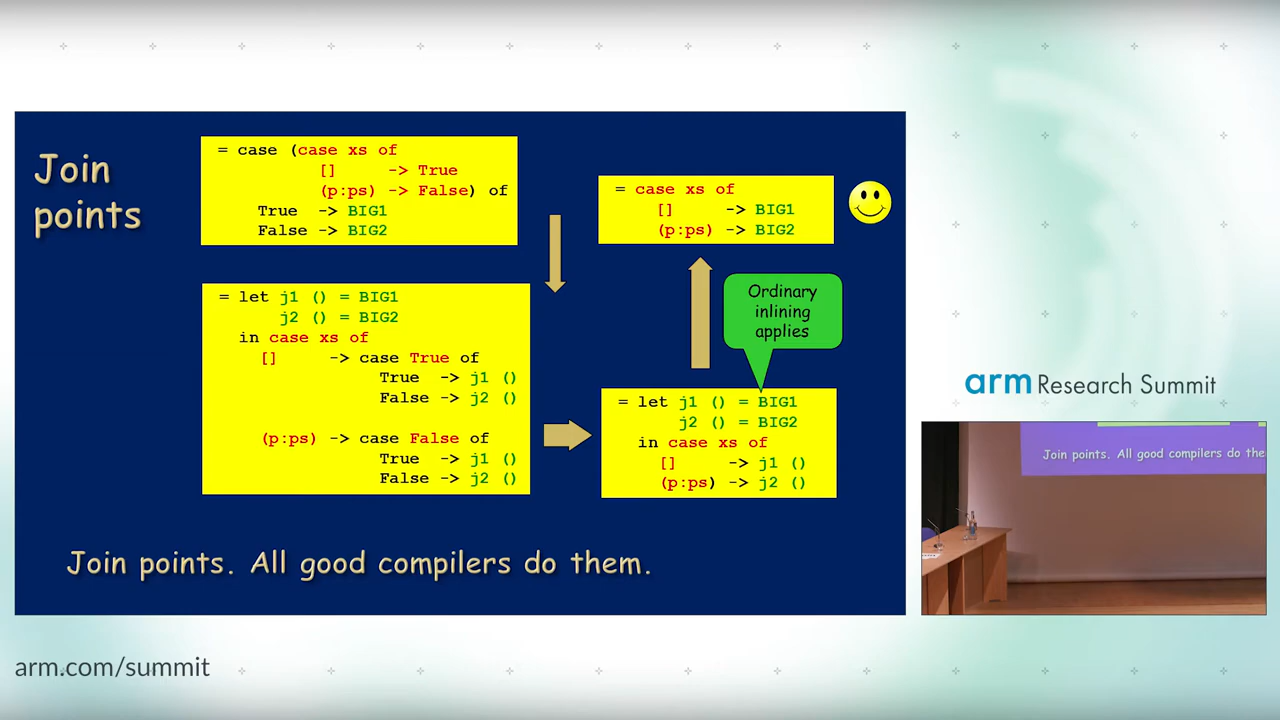 Join
points
= case (case xs of
[] -> True
(p:ps) -> False) of
True -> BIG1
False -> BIG2
= let j1 () = BIG1
j2 () = BIG2
in case xs of
[] -> case True of
True -> j1 ()
False -> j2 ()
(p:ps) -> case False of
True -> j1 ()
False -> j2 ()
= case xs of
[] -> BIG1
(p:ps) -> BIG2
Ordinary
inlining
applies
= let j1 () = BIG1
j2 () = BIG2
in case xs of
[] -> j1 ()
(p:ps) -> j2 ()
Join points. All good compilers do them.
arm Research Summit
Join points. All good compilers do the
arm.com/summit